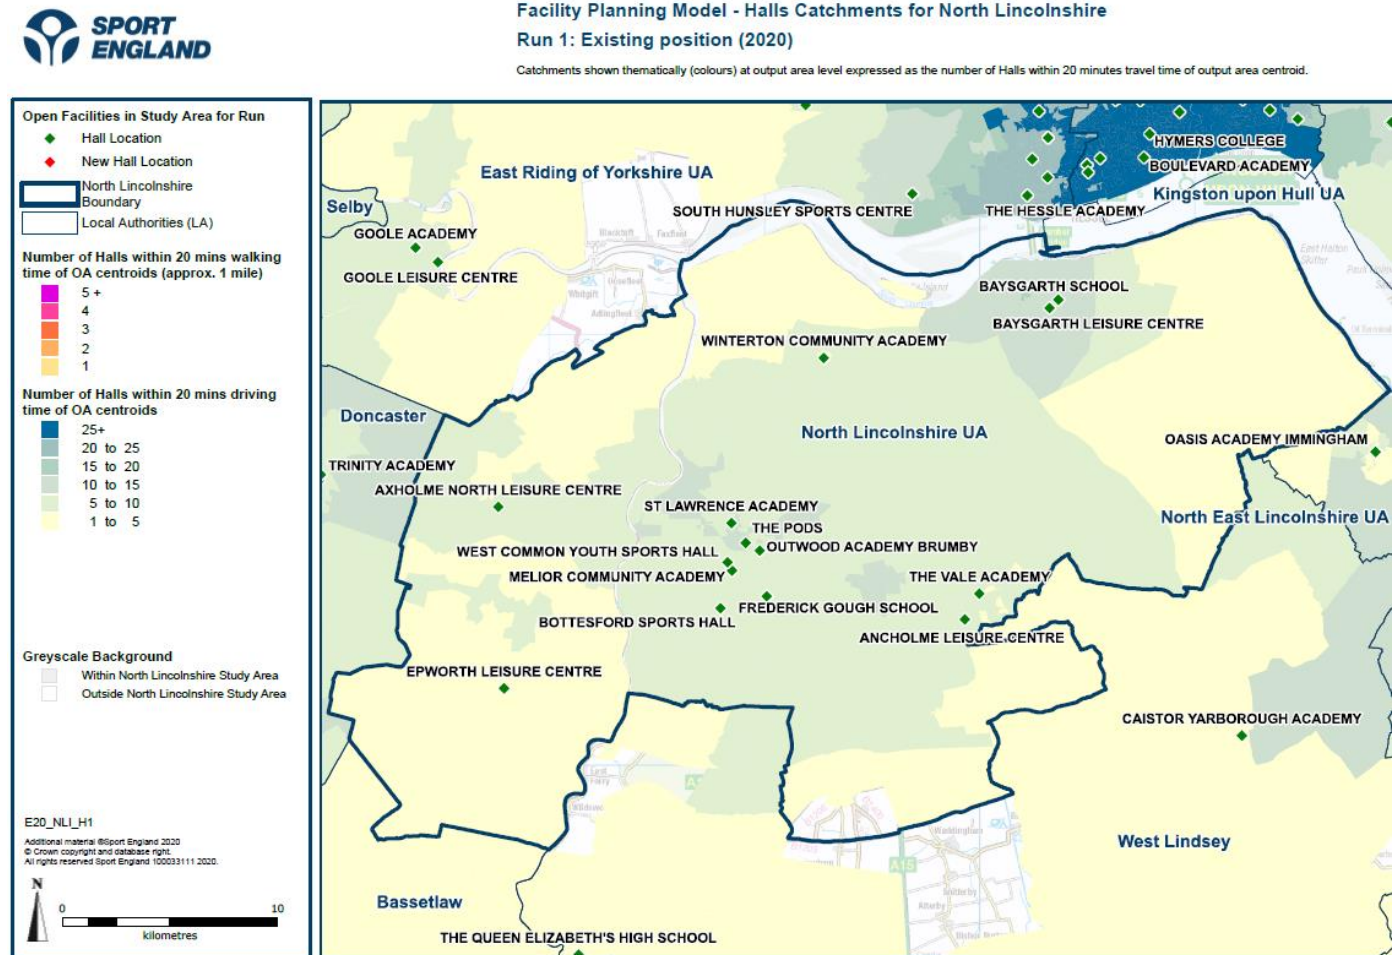 SPORT
ENGLAND
Facility Planning Model - Halls Catchments for North Lincolnshire
Run 1: Existing position (2020)
Catchments shown thematically (colours) at output area level expressed as the number of Halls within 20 minutes travel time of output area centroid.
Open Facilities in Study Area for Run
Hall Location
New Hall Location
North Lincolnshire
Boundary
Local Authorities (LA)
Number of Halls within 20 mins walking
time of OA centroids (approx. 1 mile)
5 +
4
3
2
1
Number of Halls within 20 mins driving
time of OA centroids
25+
20 to 25
15 to 20
10 to 15
5 to 10
1 to 5
Greyscale Background
Within North Lincolnshire Study Area
Outside North Lincolnshire Study Area
E20_NLI_H1
Additional material ©Sport England 2020
© Crown copyright and database right.
All rights reserved Sport England 100033111 2020.
N
0 10
kilometres
HYMERS COLLEGE
BOULEVARD ACADEMY
East Riding of Yorkshire UA
Kingston upon Hull UA
Selby
SOUTH HUNSLEY SPORTS CENTRE
THE HESSLE ACADEMY
GOOLE ACADEMY
Blacktoft
Faxfleet
East Halton
Skitter
GOOLE LEISURE CENTRE
BAYSGARTH SCHOOL
Adlingfleet
BAYSGARTH LEISURE CENTRE
WINTERTON COMMUNITY ACADEMY
Doncaster
North Lincolnshire UA
OASIS ACADEMY IMMINGHAM
TRINITY ACADEMY
AXHOLME NORTH LEISURE CENTRE
ST LAWRENCE ACADEMY
North East Lincolnshire UA
THE PODS
OUTWOOD ACADEMY BRUMBY
WEST COMMON YOUTH SPORTS HALL
MELIOR COMMUNITY ACADEMY
THE VALE ACADEMY
FREDERICK GOUGH SCHOOL
BOTTESFORD SPORTS HALL
ANCHOLME LEISURE CENTRE
EPWORTH LEISURE CENTRE
CAISTOR YARBOROUGH ACADEMY
Waddingham
West Lindsey
A15
Bassetlaw
THE QUEEN ELIZABETH'S HIGH SCHOOL